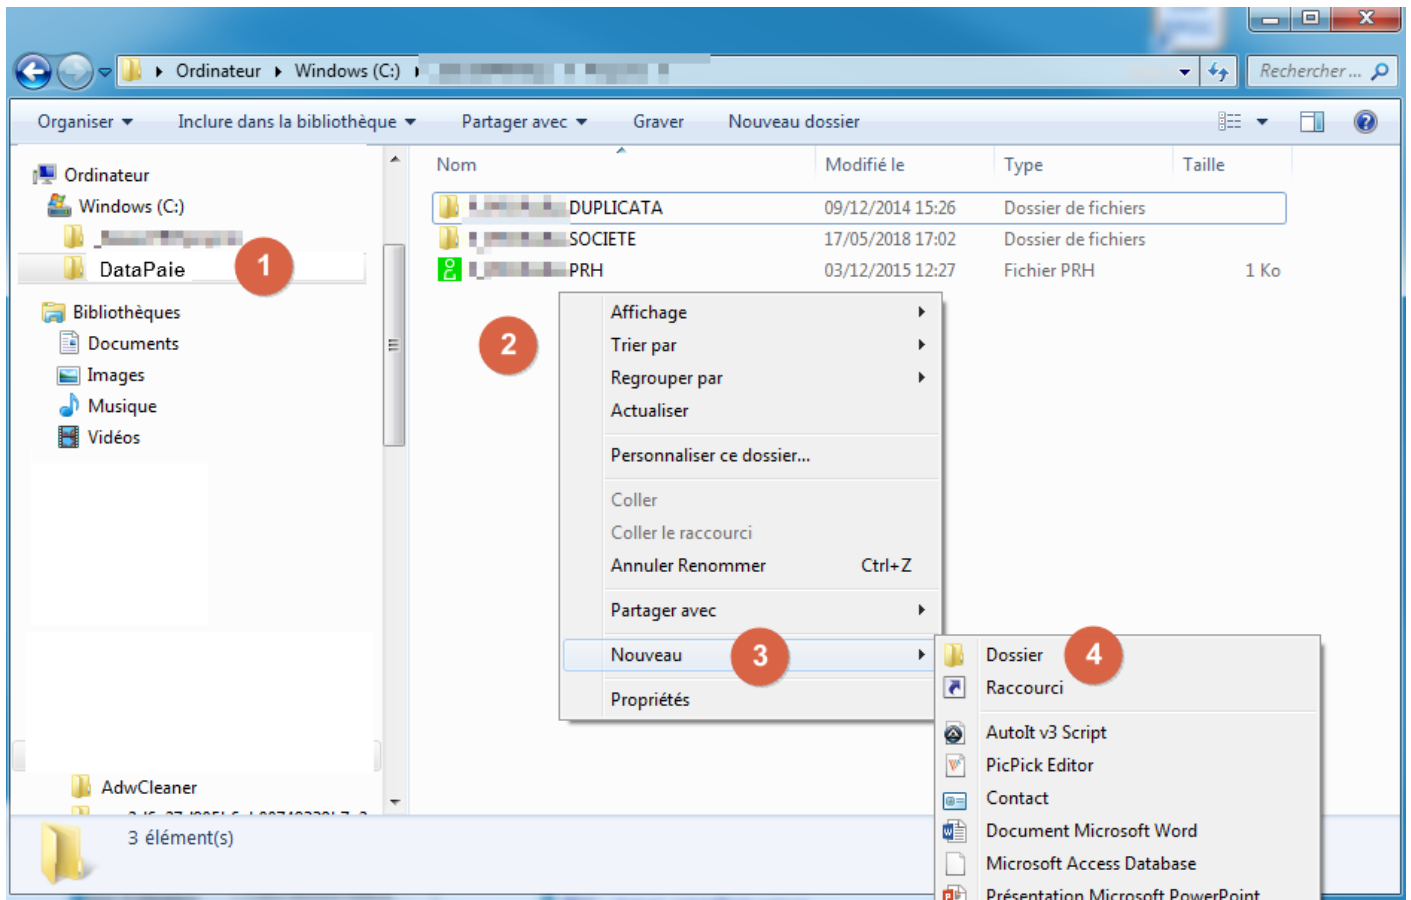 Ordinateur Windows (C:)
Rechercher ...
Organiser Inclure dans la bibliothèque Partager avec Graver Nouveau dossier
Nom Modifié le Type Taille
Ordinateur
Windows (C:)
DataPaie 1
Bibliothèques
Documents
Images
Musique
Vidéos
AdwCleaner
DUPLICATA 09/12/2014 15:26 Dossier de fichiers
SOCIETE 17/05/2018 17:02 Dossier de fichiers
PRH 03/12/2015 12:27 Fichier PRH 1 Ko
2
Affichage
Trier par
Regrouper par
Actualiser
Personnaliser ce dossier...
Coller
Coller le raccourci
Annuler Renommer Ctrl+Z
Partager avec
Nouveau 3
Propriétés
Dossier 4
Raccourci
AutoIt v3 Script
PicPick Editor
Contact
Document Microsoft Word
Microsoft Access Database
Présentation Microsoft PowerPoint
3 élément(s)